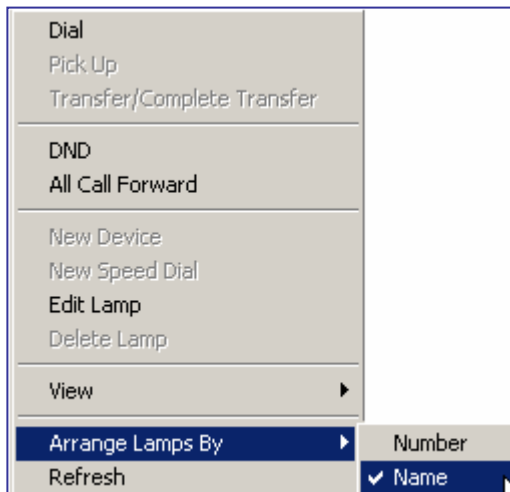 Dial
Pick Up
Transfer/Complete Transfer
DND
All Call Forward
New Device
New Speed Dial
Edit Lamp
Delete Lamp
View
Arrange Lamps By
Number
Refresh
Name